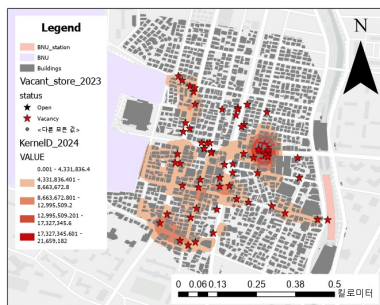 Legend
BNU_station
BNU
Buildings
Vacant_store_2023
status
Open
Vacancy
<다른 모든 값>
KernelD_2024
VALUE
0.001 - 4,331,836.4
4,331,836.401 -
8,663,672.8
8,663,672.801 -
12,995,509.2
12,995,509.201 -
17,327,345.6
17,327,345.601 -
21,659,182
N
0 0.06 0.13 0.25 0.38 0.5
킬로미터